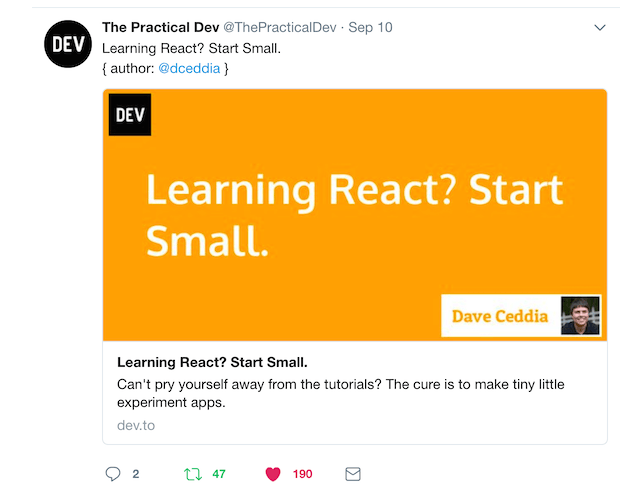 DEV
The Practical Dev @ThePracticalDev · Sep 10
Learning React? Start Small.
{ author: @dceddia }
DEV
Learning React? Start
Small.
Dave Ceddia
Learning React? Start Small.
Can't pry yourself away from the tutorials? The cure is to make tiny little
experiment apps.
dev.to
2 47 190